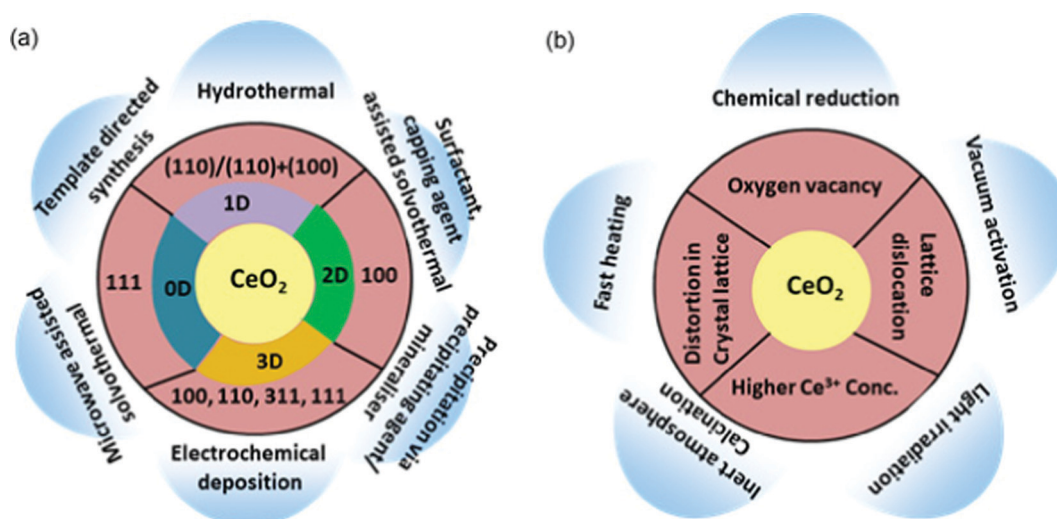 (a)
Hydrothermal
Template directed
synthesis
Surfactant,
capping agent
assisted solvothermal
(110)/(110)+(100)
1D
111
0D
CeO₂
2D
100
3D
100, 110, 311, 111
Microwave assisted
solvothermal
Precipitation via
precipitating agent/
mineraliser
Electrochemical
deposition
(b)
Chemical reduction
Vacuum activation
Fast heating
Oxygen vacancy
Lattice
dislocation
Distortion in
Crystal lattice
CeO₂
Higher Ce³⁺ Conc.
Inert atmosphere
Calcination
Light irradiation